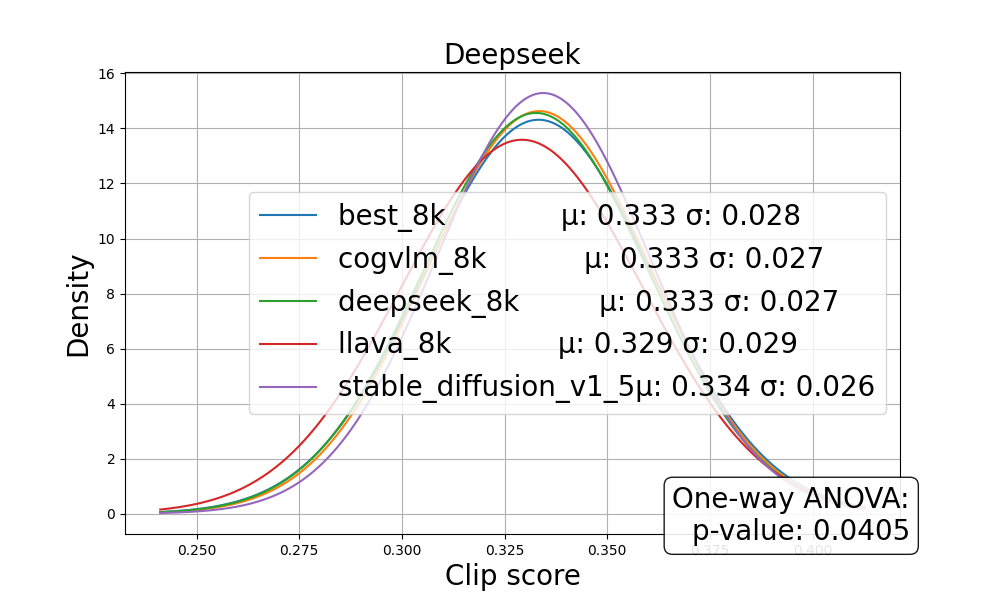 Deepseek
16
14
12
10
8
6
4
2
0
Density
best_8k μ: 0.333 σ: 0.028
cogvlm_8k μ: 0.333 σ: 0.027
deepseek_8k μ: 0.333 σ: 0.027
llava_8k μ: 0.329 σ: 0.029
stable_diffusion_v1_5μ: 0.334 σ: 0.026
One-way ANOVA:
p-value: 0.0405
0.250 0.275 0.300 0.325 0.350 0.375 0.400
Clip score